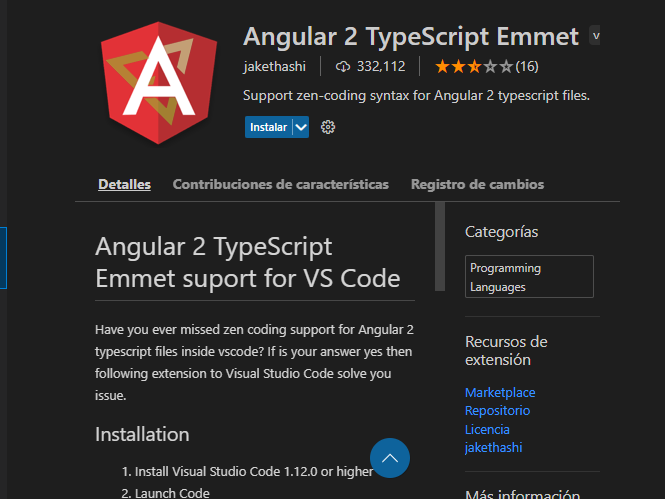 Angular 2 TypeScript Emmet v
jakethashi 332,112 (16)
Support zen-coding syntax for Angular 2 typescript files.
Instalar
Detalles Contribuciones de características Registro de cambios
Angular 2 TypeScript
Emmet suport for VS Code
Have you ever missed zen coding support for Angular 2
typescript files inside vscode? If is your answer yes then
following extension to Visual Studio Code solve you
issue.
Installation
1. Install Visual Studio Code 1.12.0 or higher
2. Launch Code
Categorías
Programming
Languages
Recursos de
extensión
Marketplace
Repositorio
Licencia
jakethashi
Más información